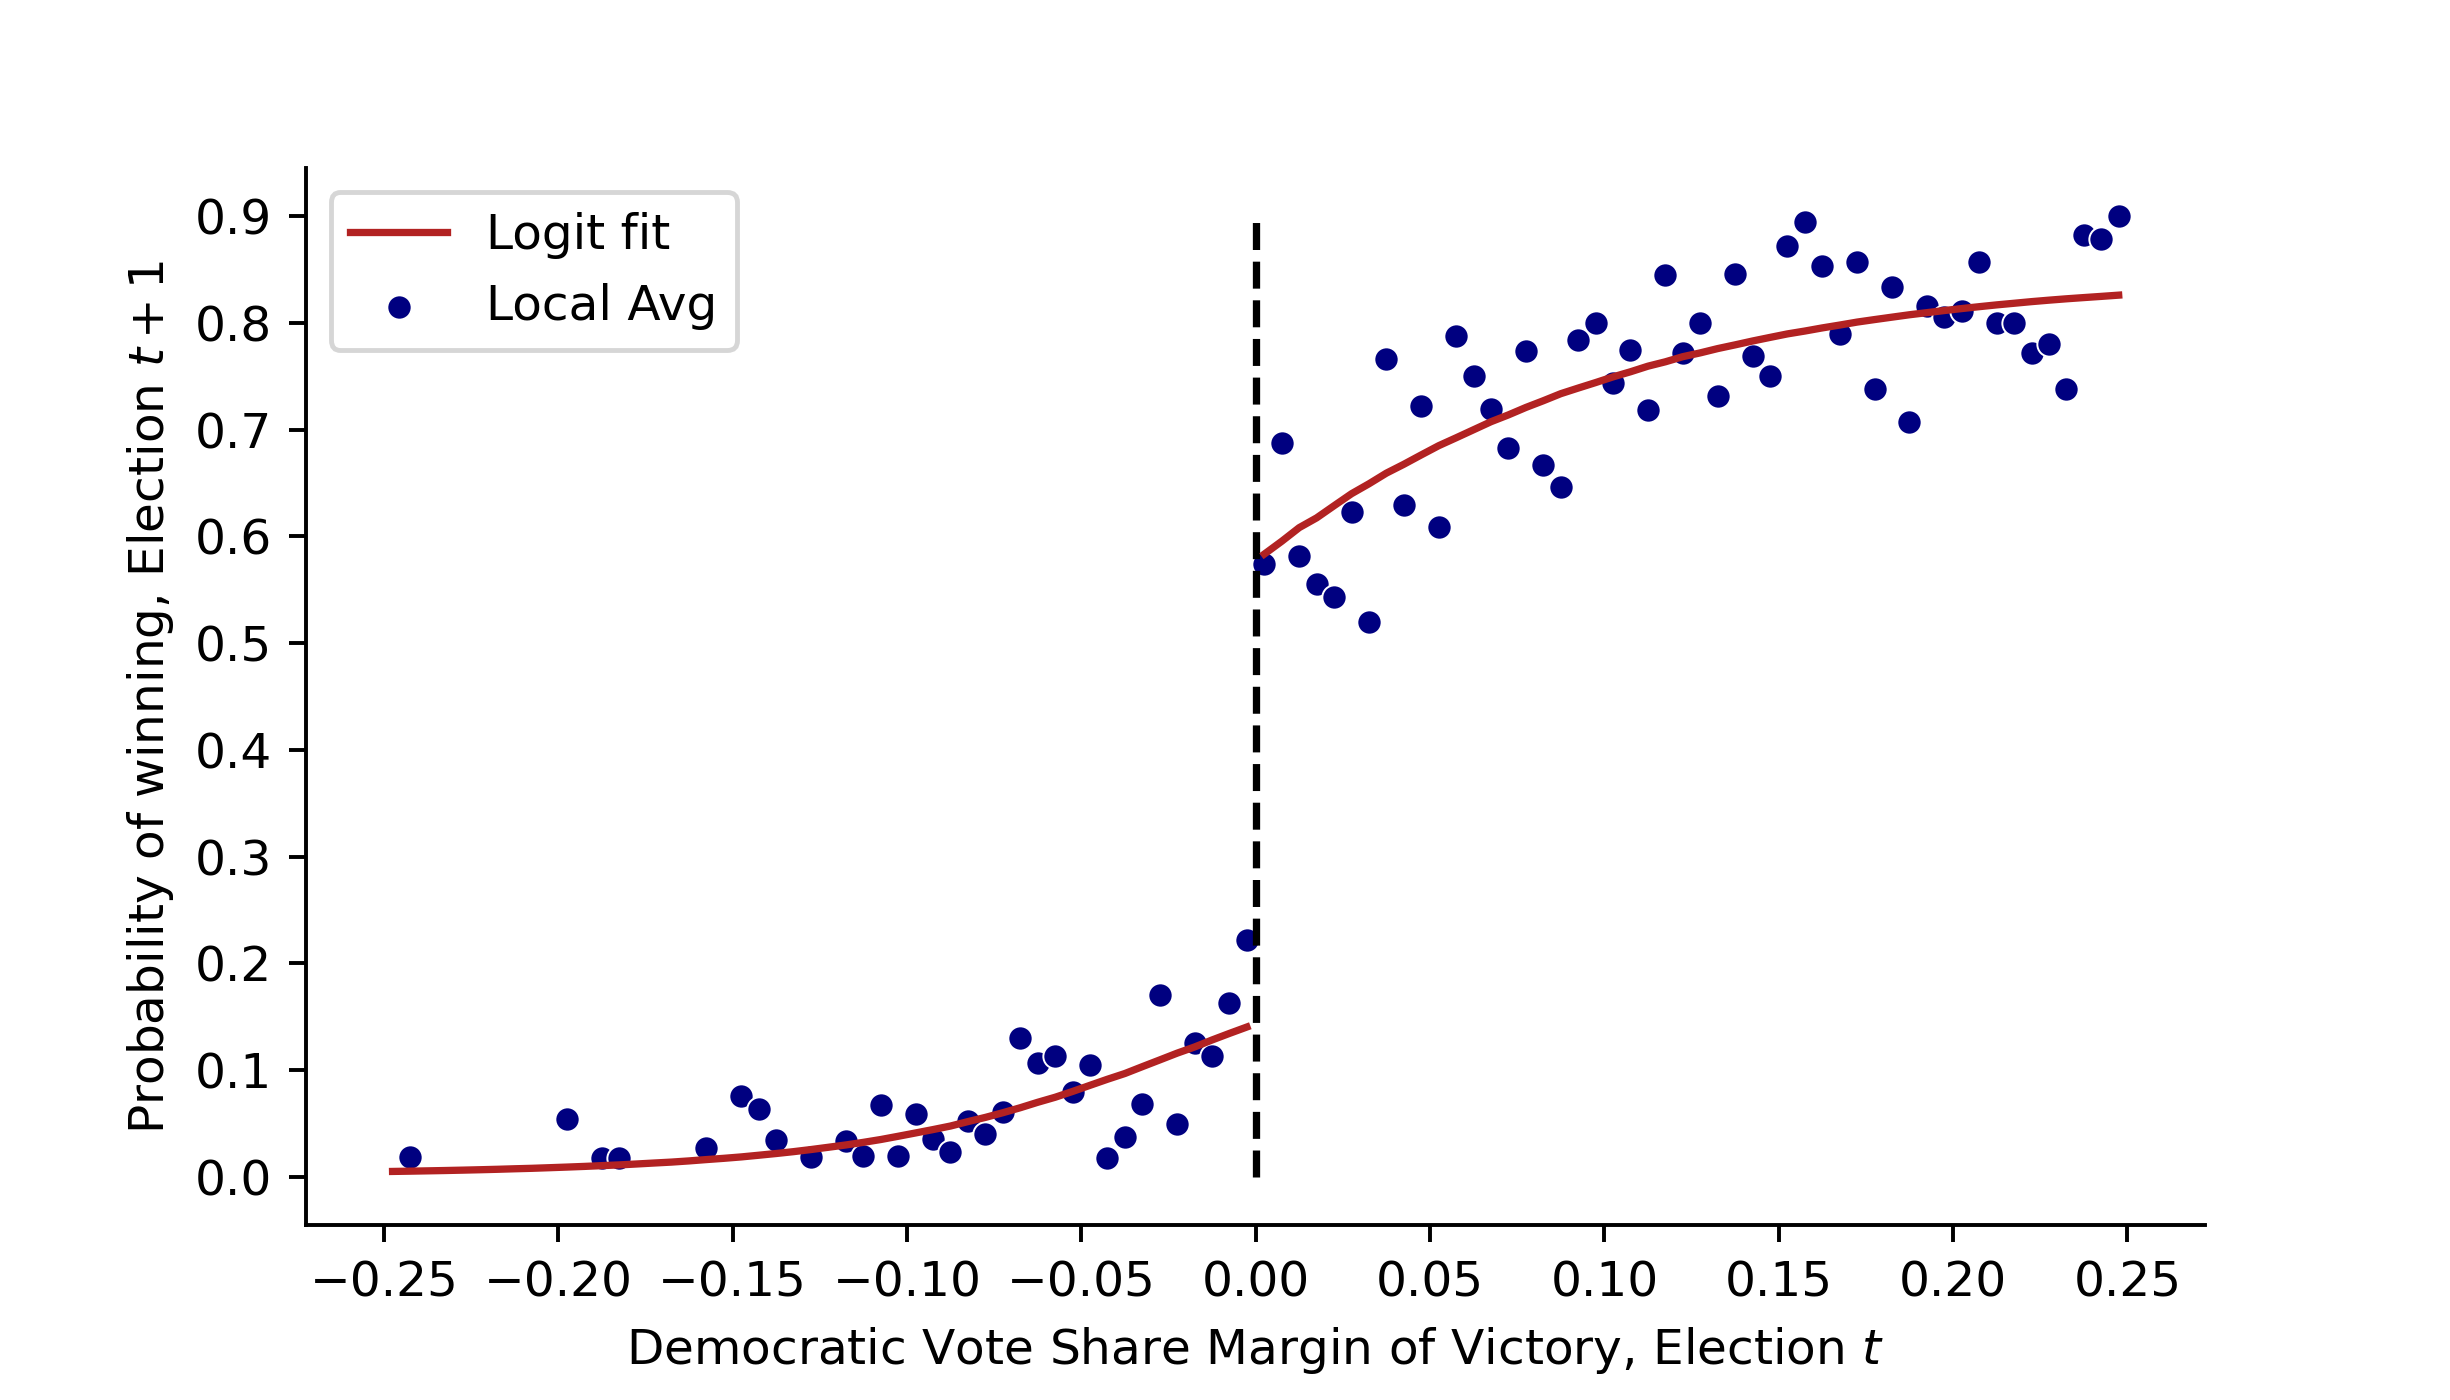 Logit fit
Local Avg
Probability of winning, Election t + 1
0.9
0.8
0.7
0.6
0.5
0.4
0.3
0.2
0.1
0.0
−0.25 −0.20 −0.15 −0.10 −0.05 0.00 0.05 0.10 0.15 0.20 0.25
Democratic Vote Share Margin of Victory, Election t